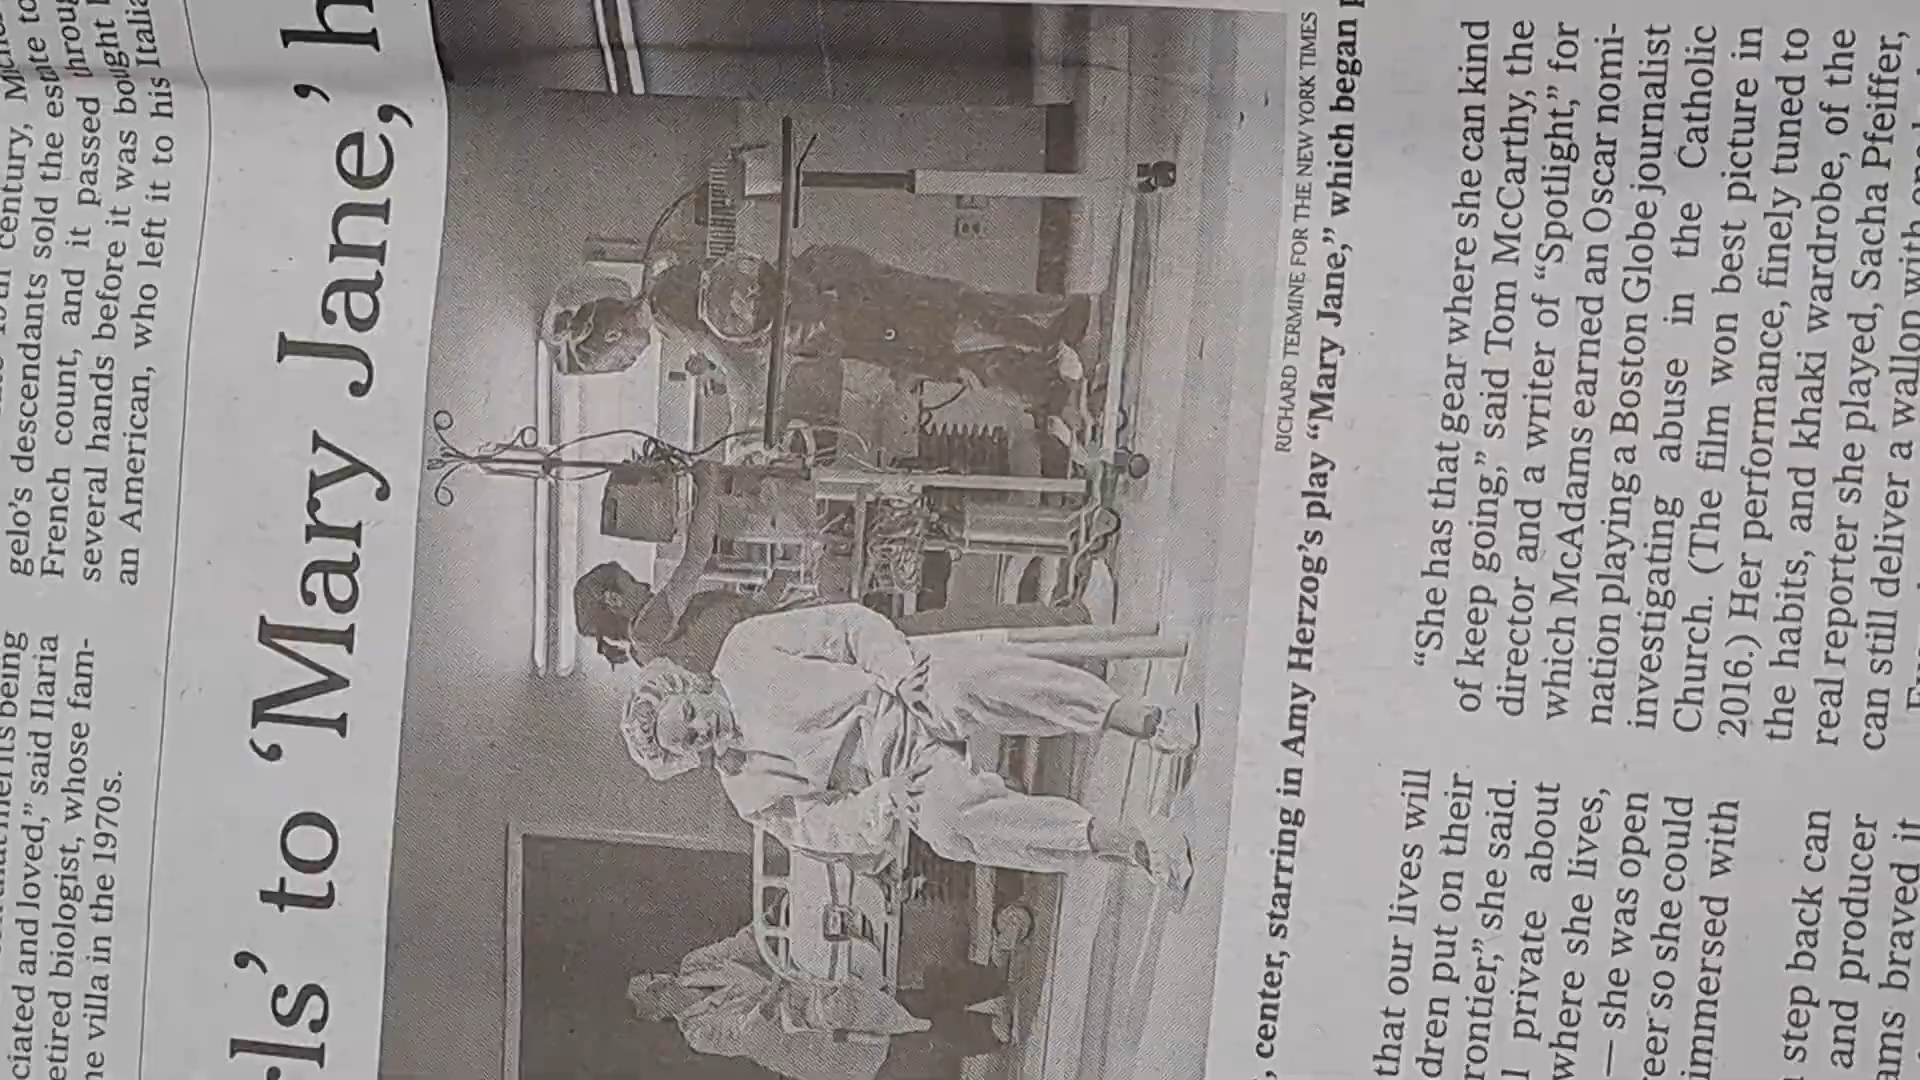 gelo's descendants sold the estate to
French count, and it passed
several hands before it was bought
an American, who left it to his
ciated and loved,” said Ilaria
etired biologist, whose fam-
ne villa in the 1970s.
rls’ to ‘Mary Jane,’ h
RICHARD TERMINE FOR THE NEW YORK TIMES
, center, starring in Amy Herzog’s play “Mary Jane,” which began p
that our lives will
dren put on their
rontier,” she said.
l private about
where she lives,
— she was open
reer so she could
immersed with
step back can
and producer
ams braved it
“She has that gear where she can kind
of keep going,” said Tom McCarthy, the
director and a writer of “Spotlight,” for
which McAdams earned an Oscar nomi-
nation playing a Boston Globe journalist
investigating abuse in the Catholic
Church. (The film won best picture in
2016.) Her performance, finely tuned to
the habits, and khaki wardrobe, of the
real reporter she played, Sacha Pfeiffer,
can still deliver a wallop with